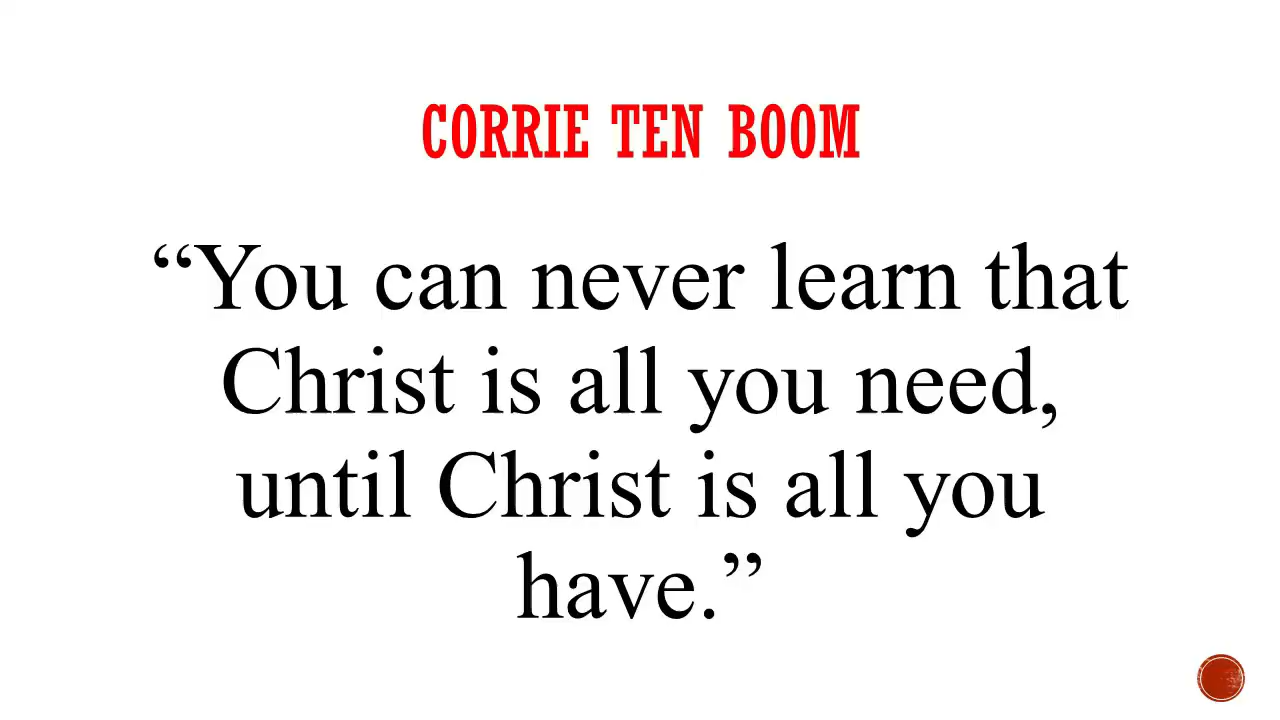 CORRIE TEN BOOM
“You can never learn that
Christ is all you need,
until Christ is all you
have.”